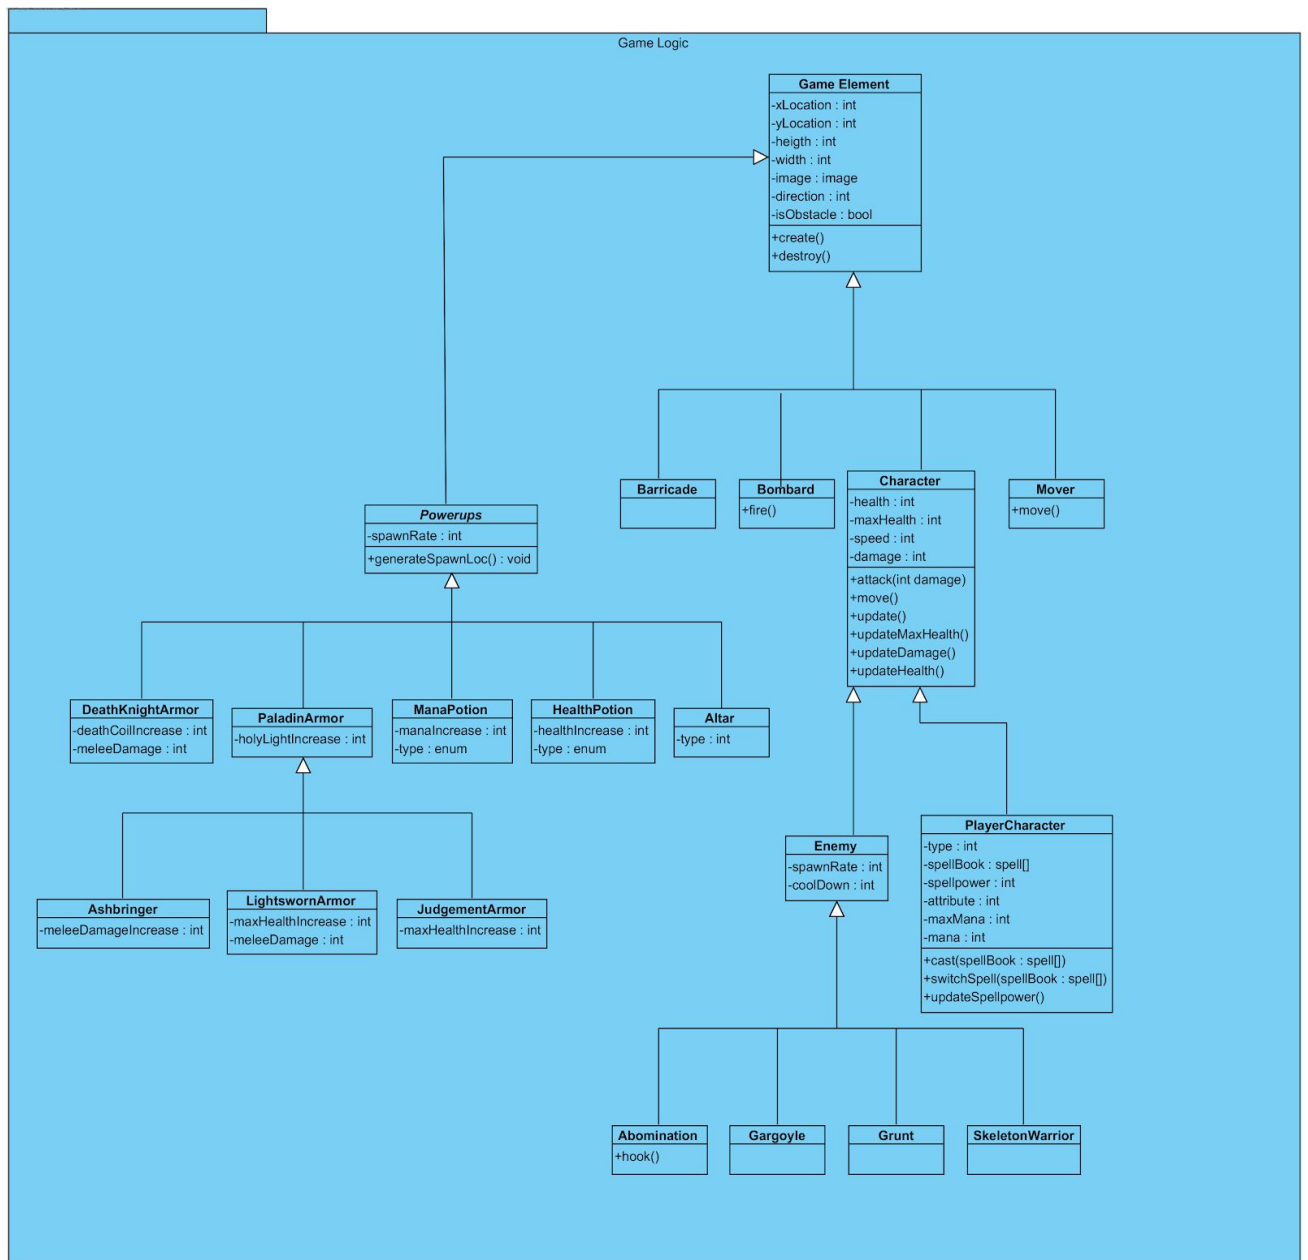 Game Logic
Game Element
-xLocation : int
-yLocation : int
-heigth : int
-width : int
-image : image
-direction : int
-isObstacle : bool
+create()
+destroy()
Barricade
Bombard
+fire()
Character
-health : int
-maxHealth : int
-speed : int
-damage : int
+attack(int damage)
+move()
+update()
+updateMaxHealth()
+updateDamage()
+updateHealth()
Mover
+move()
Powerups
-spawnRate : int
+generateSpawnLoc() : void
DeathKnightArmor
-deathCoilIncrease : int
-meleeDamage : int
PaladinArmor
-holyLightIncrease : int
ManaPotion
-manaIncrease : int
-type : enum
HealthPotion
-healthIncrease : int
-type : enum
Altar
-type : int
Ashbringer
-meleeDamageIncrease : int
LightswornArmor
-maxHealthIncrease : int
-meleeDamage : int
JudgementArmor
-maxHealthIncrease : int
Enemy
-spawnRate : int
-coolDown : int
PlayerCharacter
-type : int
-spellBook : spell[]
-spellpower : int
-attribute : int
-maxMana : int
-mana : int
+cast(spellBook : spell[])
+switchSpell(spellBook : spell[])
+updateSpellpower()
Abomination
+hook()
Gargoyle
Grunt
SkeletonWarrior